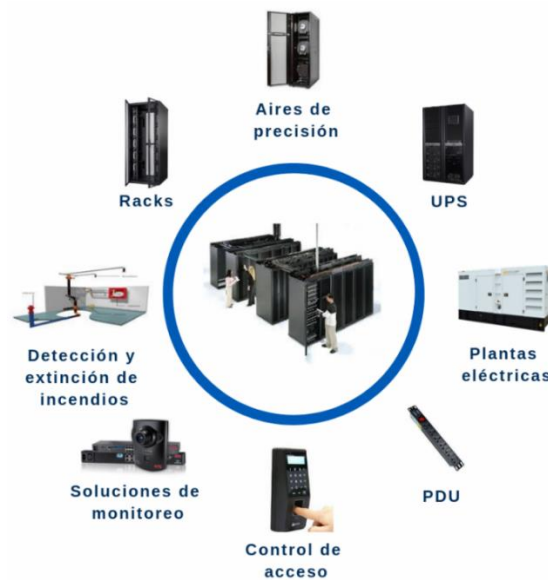 Aires de
precisión
Racks
UPS
Detección y
extinción de
incendios
Plantas
eléctricas
Soluciones de
monitoreo
PDU
Control de
acceso